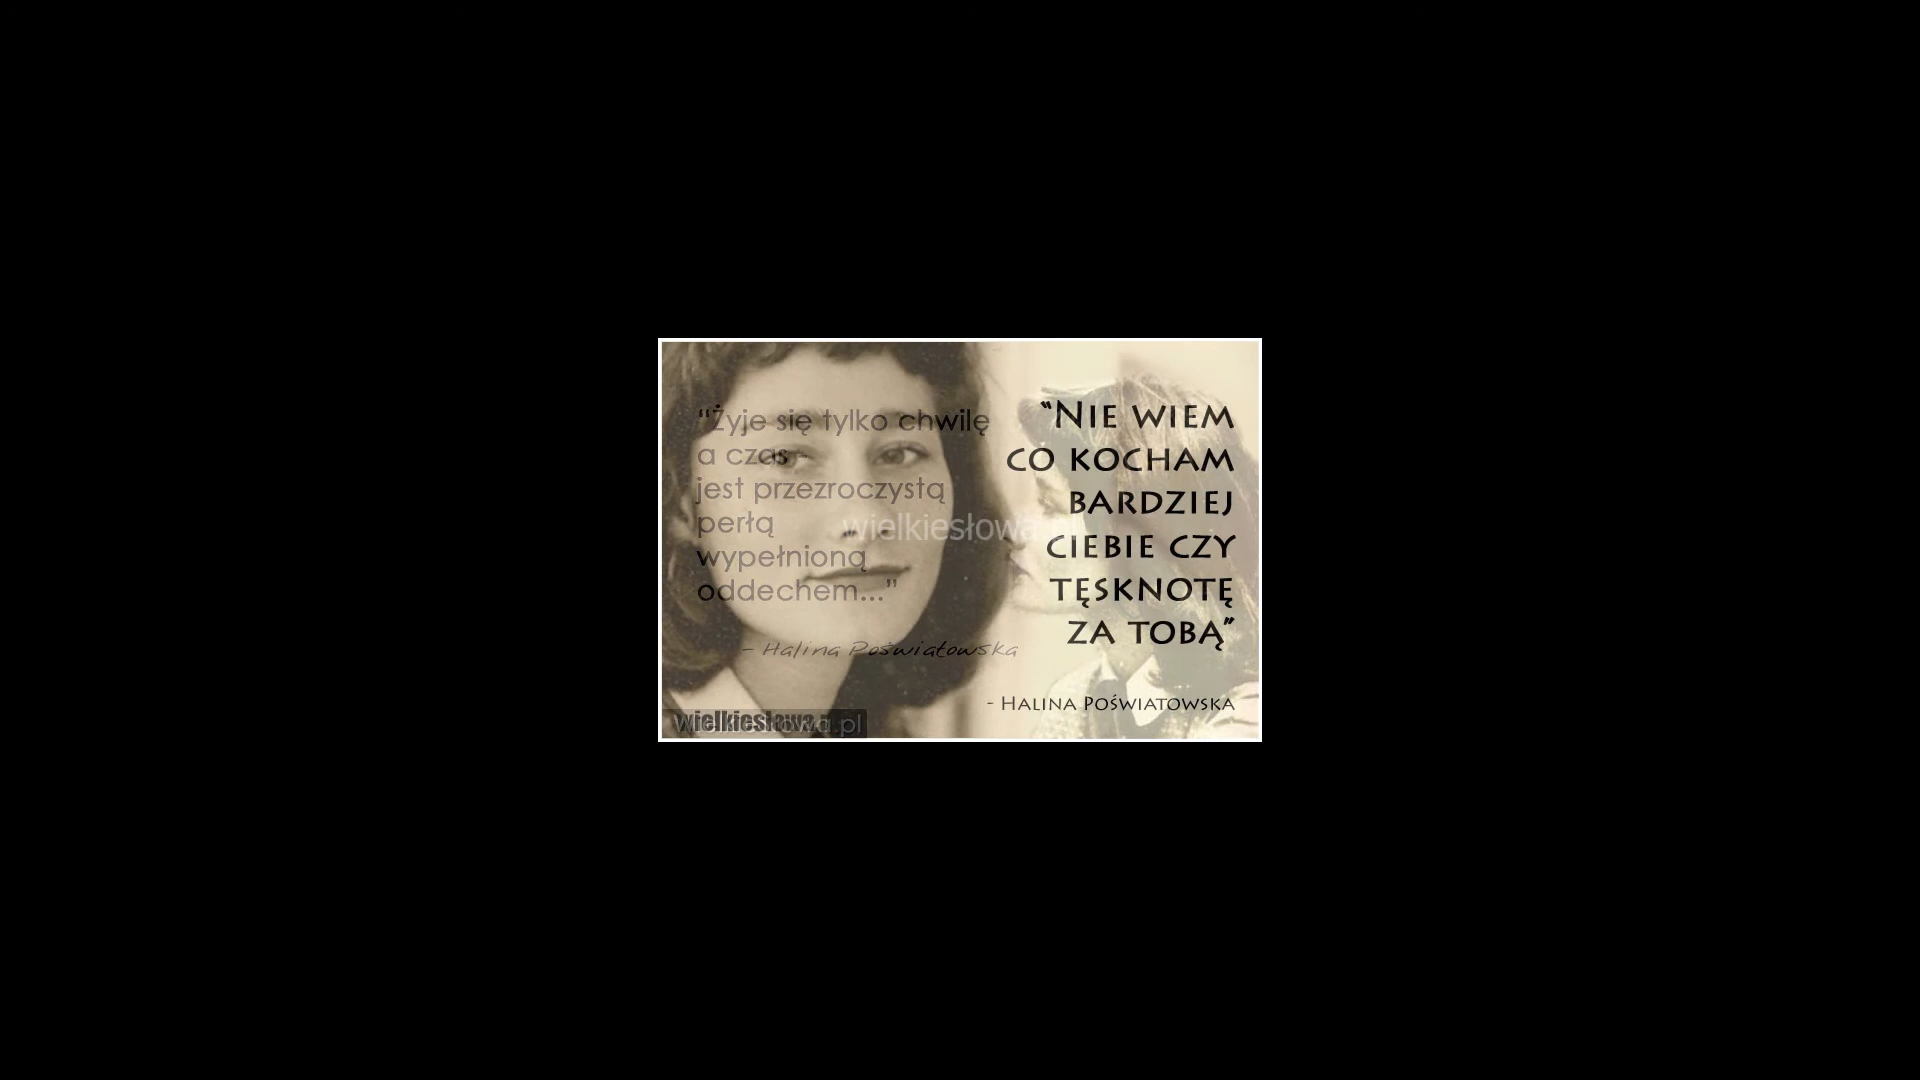 “Żyje się tylko chwilę
a czas
jest przezroczystą
perłą
wypełnioną
oddechem...”
– Halina Poświatowska
“NIE WIEM
CO KOCHAM
BARDZIEJ
CIEBIE CZY
TĘSKNOTĘ
ZA TOBĄ”
- HALINA POŚWIATOWSKA
wielkiesłowa.pl
wielkiesłowa.pl